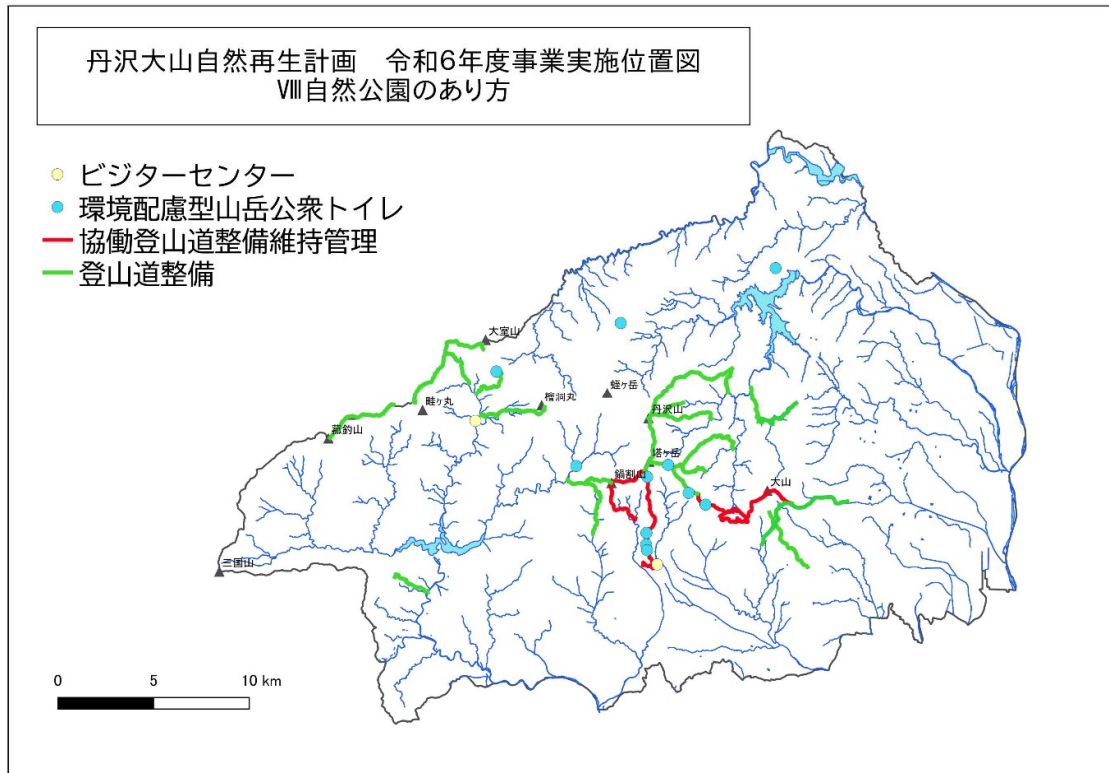 丹沢大山自然再生計画　令和6年度事業実施位置図
Ⅷ自然公園のあり方
ビジターセンター
環境配慮型山岳公衆トイレ
協働登山道整備維持管理
登山道整備
大室山
畦ヶ丸
檜洞丸
蛭ヶ岳
丹沢山
菰釣山
塔ヶ岳
鍋割山
大山
三国山
0 5 10 km